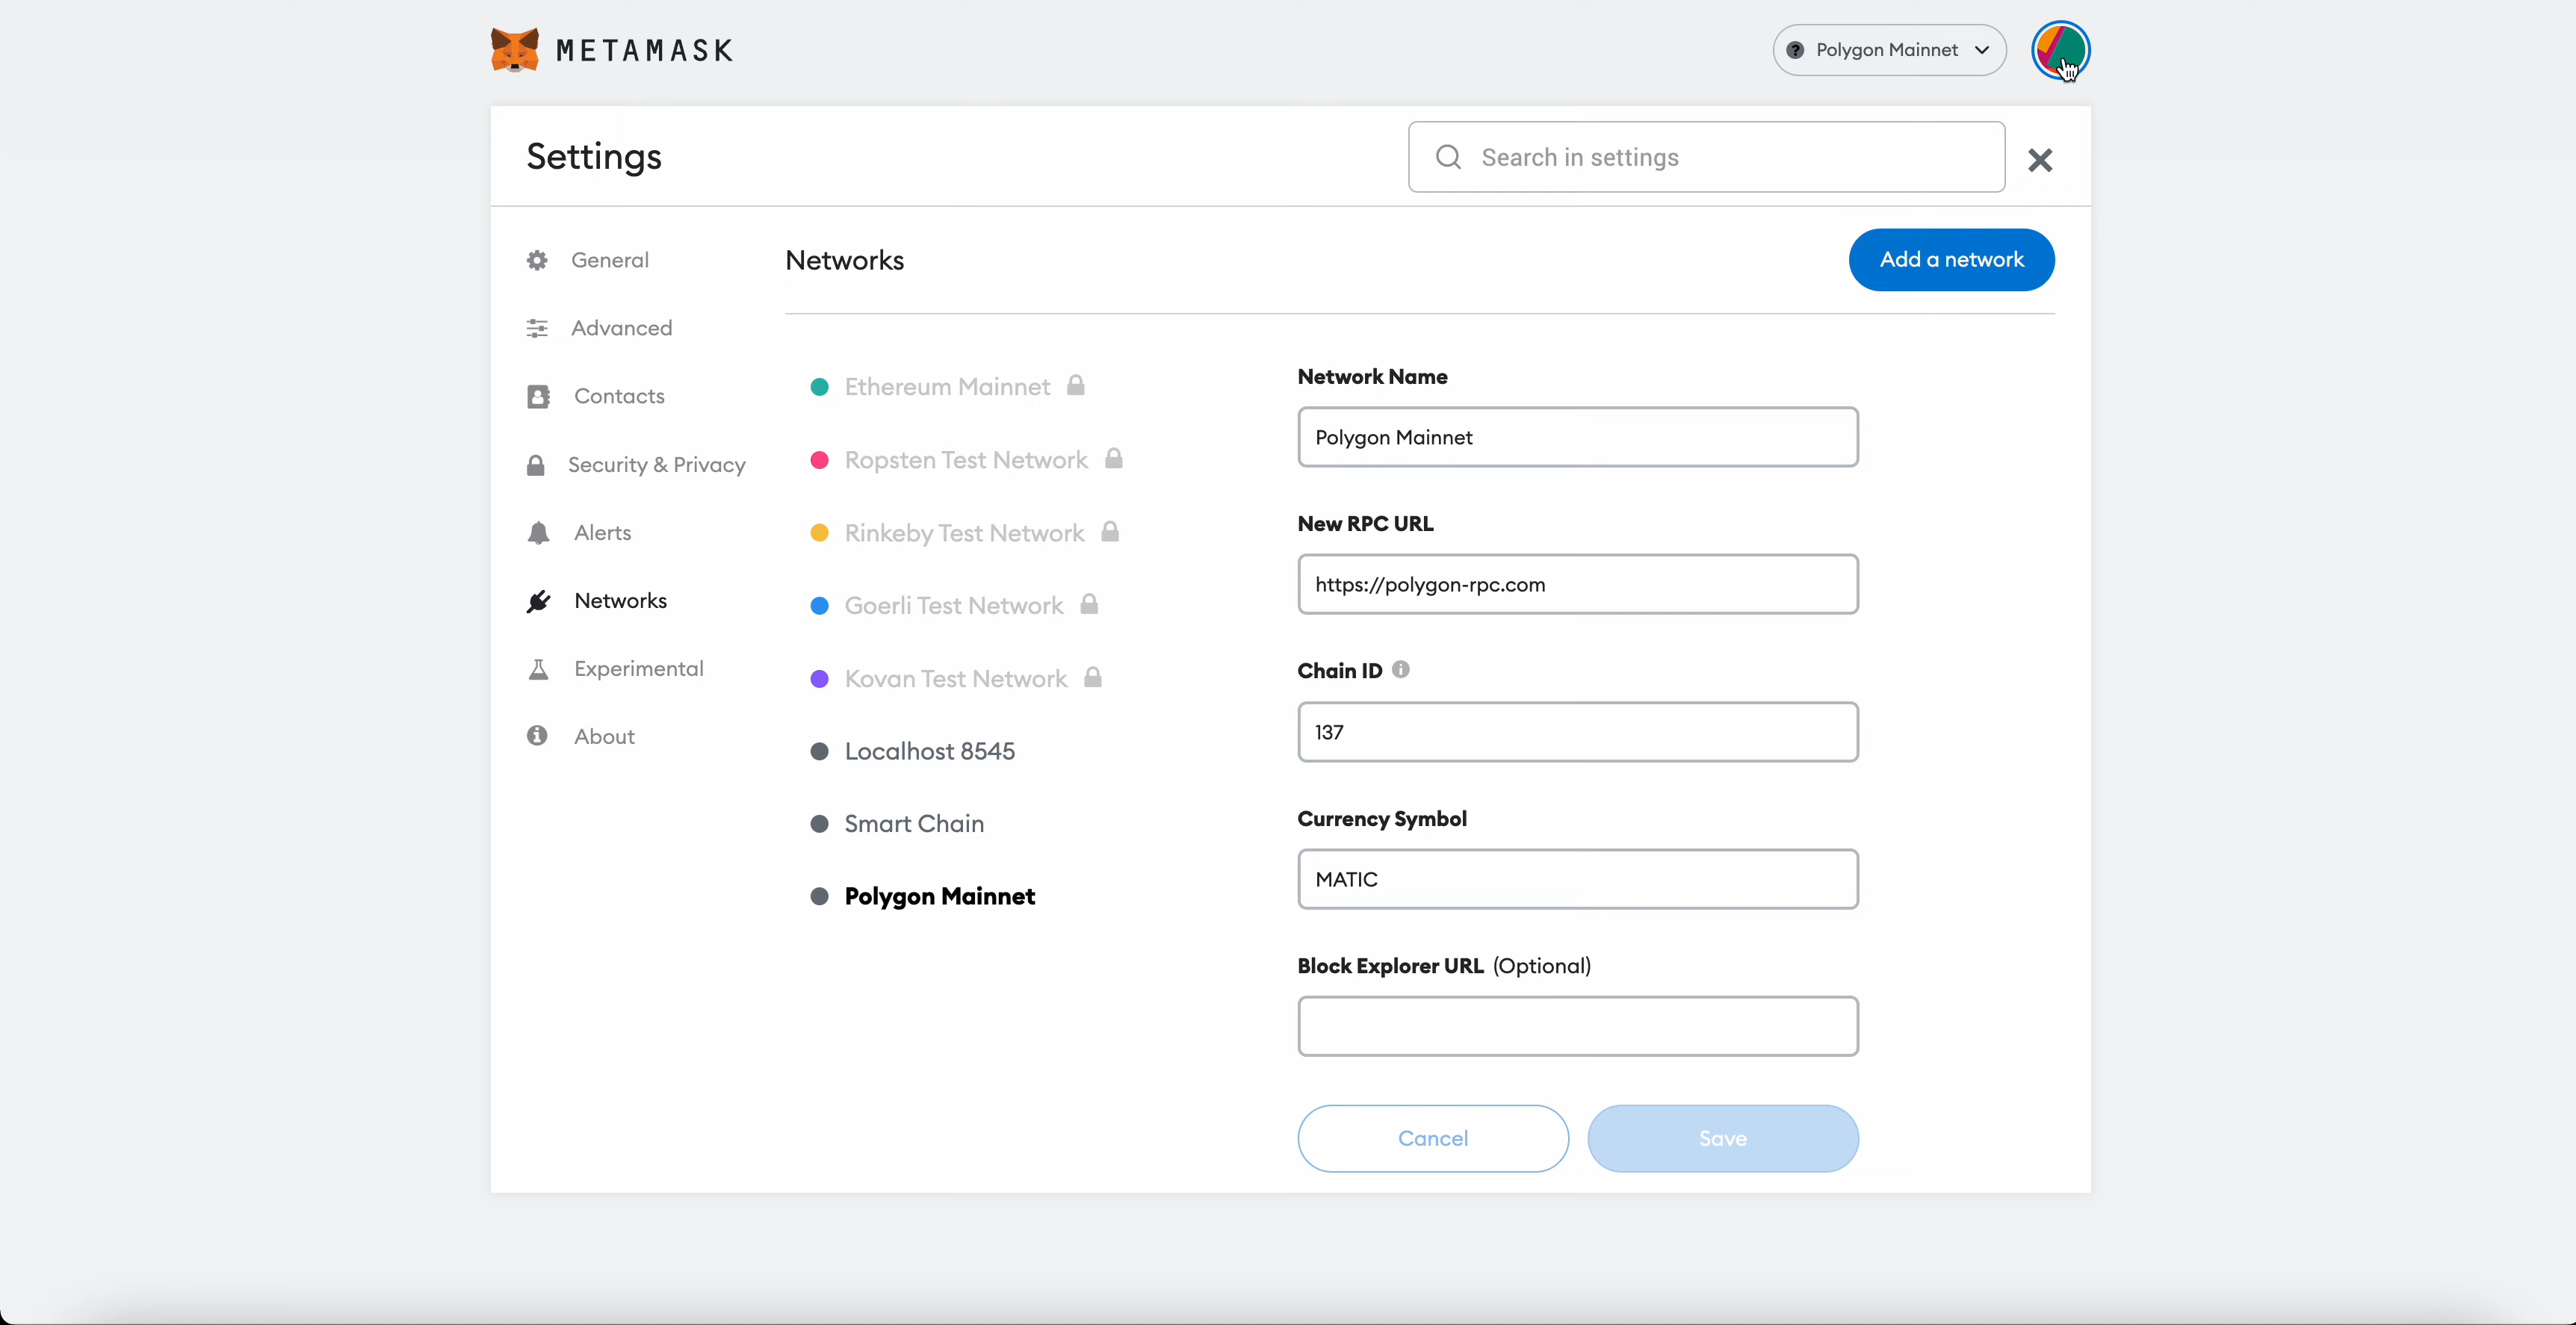 METAMASK
Polygon Mainnet
Settings
Search in settings
General
Advanced
Contacts
Security & Privacy
Alerts
Networks
Experimental
About
Networks
Add a network
Ethereum Mainnet
Ropsten Test Network
Rinkeby Test Network
Goerli Test Network
Kovan Test Network
Localhost 8545
Smart Chain
Polygon Mainnet
Network Name
Polygon Mainnet
New RPC URL
https://polygon-rpc.com
Chain ID
137
Currency Symbol
MATIC
Block Explorer URL (Optional)
Cancel
Save